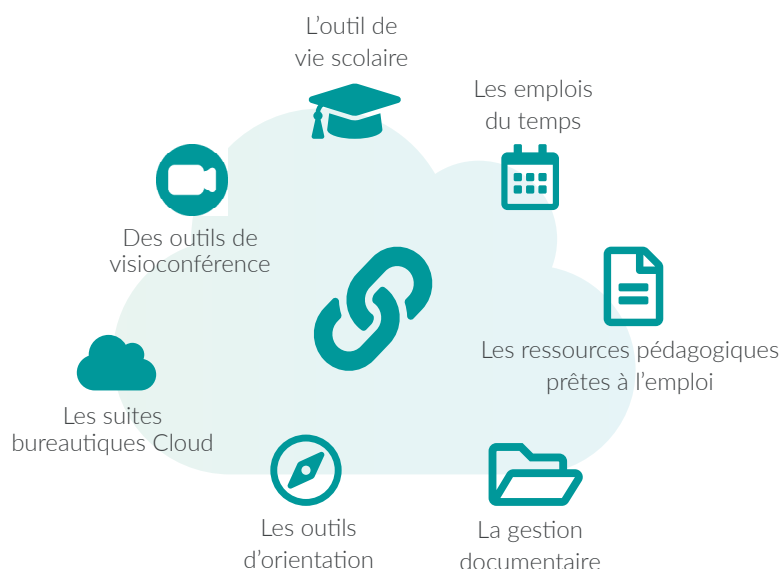 L'outil de
vie scolaire
Les emplois
du temps
Des outils de
visioconférence
Les ressources pédagogiques
prêtes à l'emploi
Les suites
bureautiques Cloud
Les outils
d'orientation
La gestion
documentaire